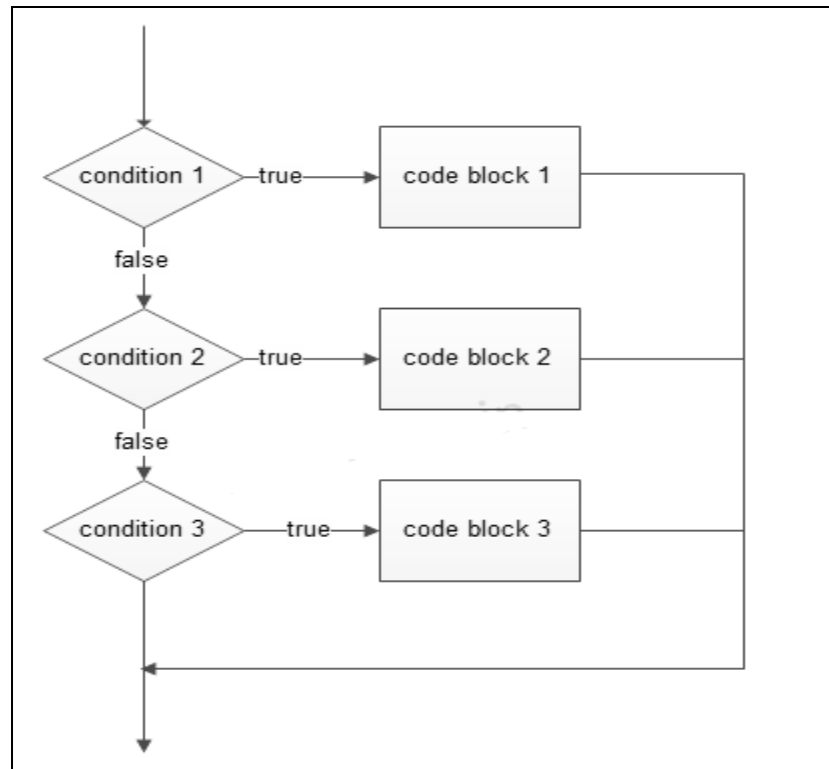 condition 1
true
code block 1
false
condition 2
true
code block 2
false
condition 3
true
code block 3